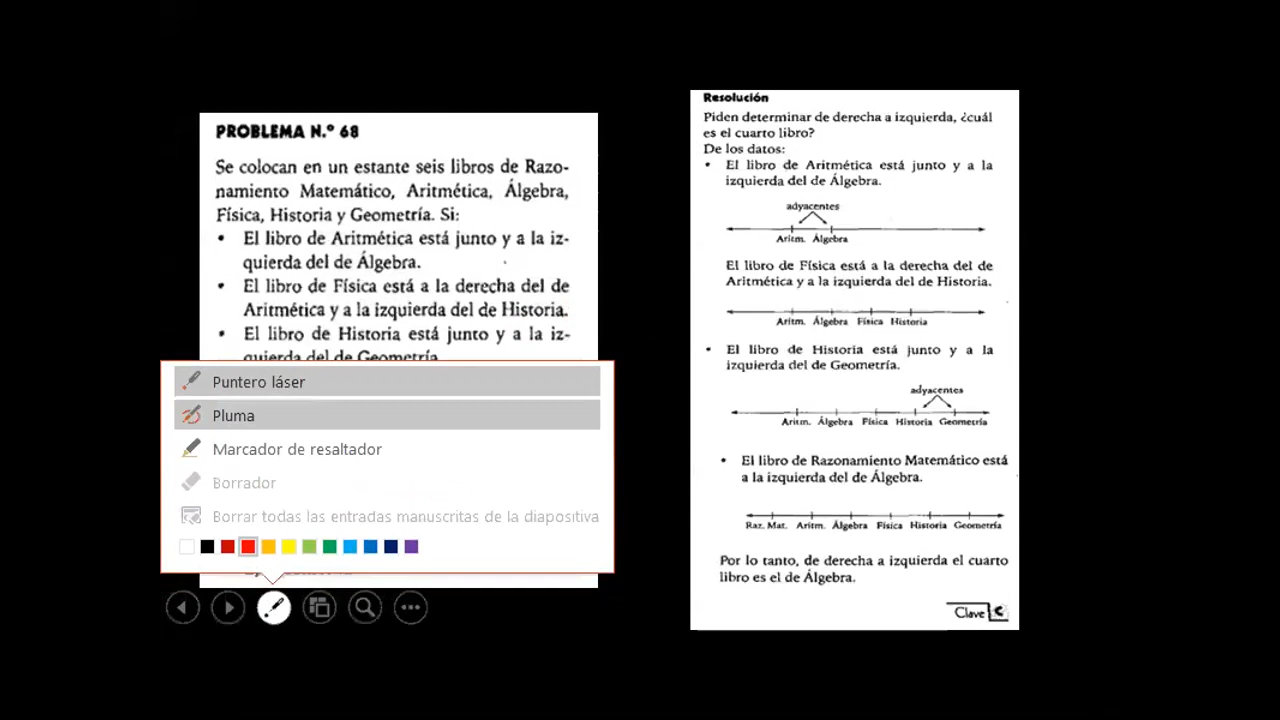 PROBLEMA N.º 68
Se colocan en un estante seis libros de Razo-
namiento Matemático, Aritmética, Álgebra,
Física, Historia y Geometría. Si:
• El libro de Aritmética está junto y a la iz-
quierda del de Álgebra.
• El libro de Física está a la derecha del de
Aritmética y a la izquierda del de Historia.
• El libro de Historia está junto y a la iz-
quierda del de Geometría.
Puntero láser
Pluma
Marcador de resaltador
Borrador
Borrar todas las entradas manuscritas de la diapositiva
Resolución
Piden determinar de derecha a izquierda, ¿cuál
es el cuarto libro?
De los datos:
• El libro de Aritmética está junto y a la
izquierda del de Álgebra.
adyacentes
Aritm. Álgebra
El libro de Física está a la derecha del de
Aritmética y a la izquierda del de Historia.
Aritm. Álgebra Física Historia
• El libro de Historia está junto y a la
izquierda del de Geometría.
adyacentes
Aritm. Álgebra Física Historia Geometría
• El libro de Razonamiento Matemático está
a la izquierda del de Álgebra.
Raz. Mat. Aritm. Álgebra Física Historia Geometría
Por lo tanto, de derecha a izquierda el cuarto
libro es el de Álgebra.
Clave C